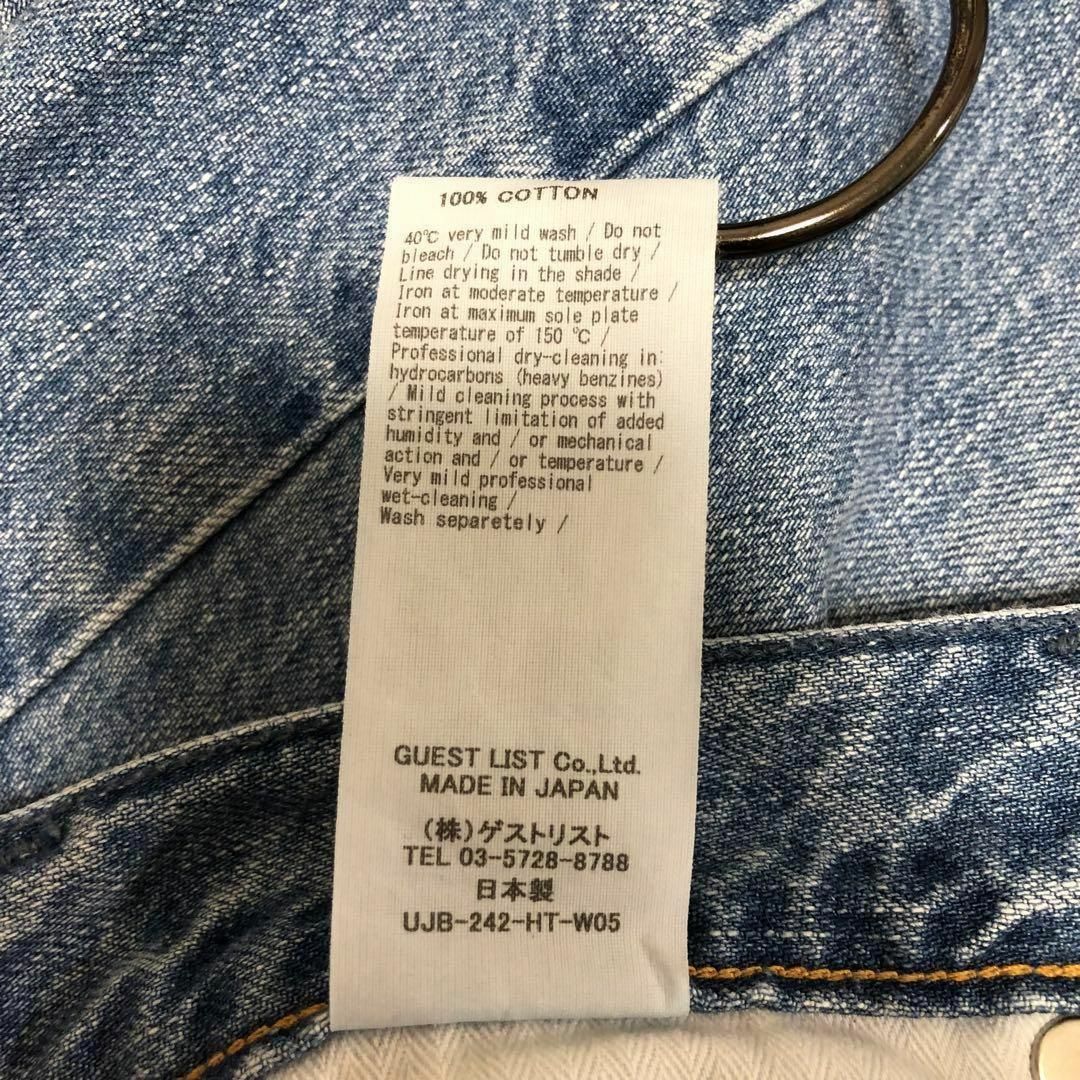 100% COTTON
40℃ very mild wash / Do not
bleach / Do not tumble dry /
Line drying in the shade /
Iron at moderate temperature /
Iron at maximum sole plate
temperature of 150 ℃ /
Professional dry-cleaning in:
hydrocarbons (heavy benzines)
/ Mild cleaning process with
stringent limitation of added
humidity and / or mechanical
action and / or temperature /
Very mild professional
wet-cleaning /
Wash separetely /
GUEST LIST Co.,Ltd.
MADE IN JAPAN
(株)ゲストリスト
TEL 03-5728-8788
日本製
UJB-242-HT-W05